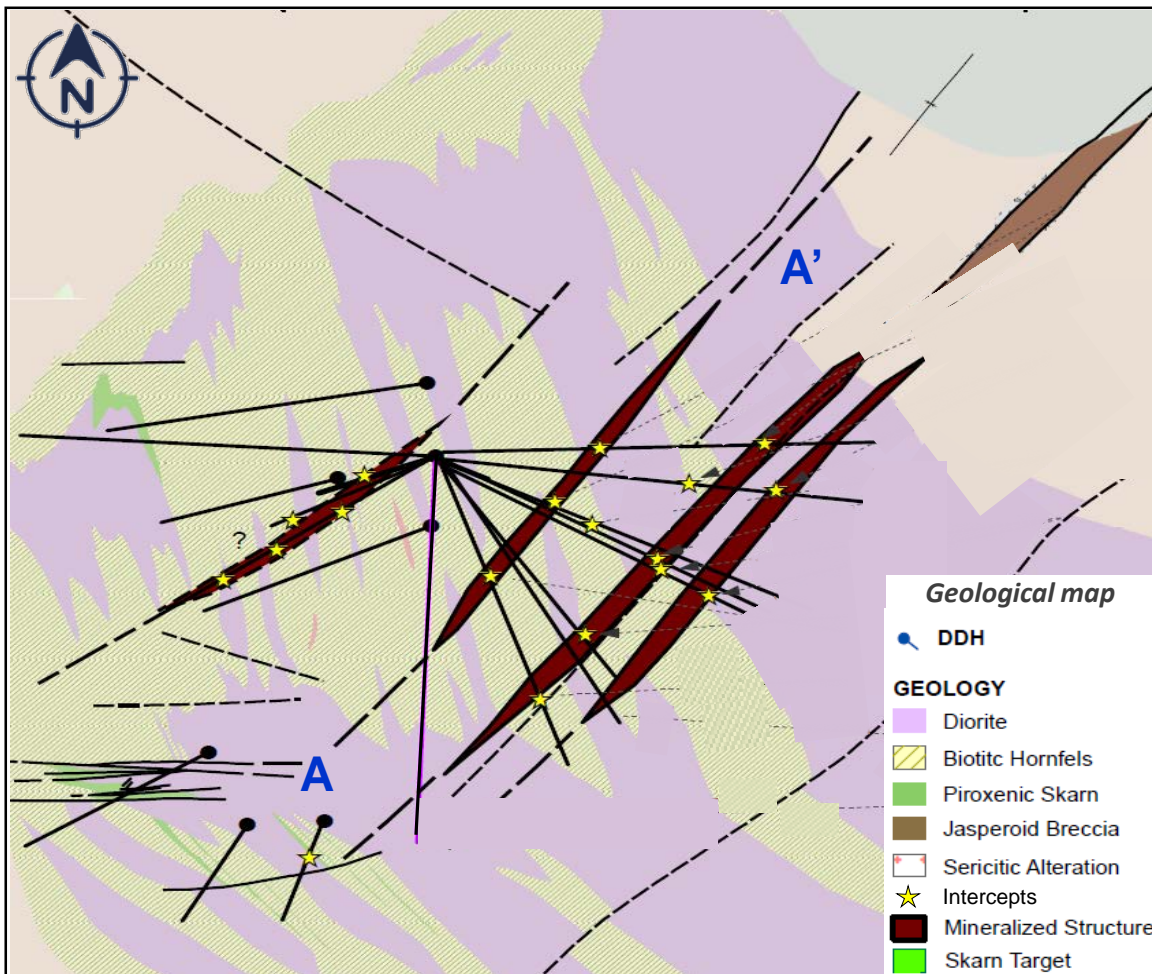 N
A'
?
A
Geological map
DDH
GEOLOGY
Diorite
Biotitc Hornfels
Piroxenic Skarn
Jasperoid Breccia
Sericitic Alteration
Intercepts
Mineralized Structure
Skarn Target